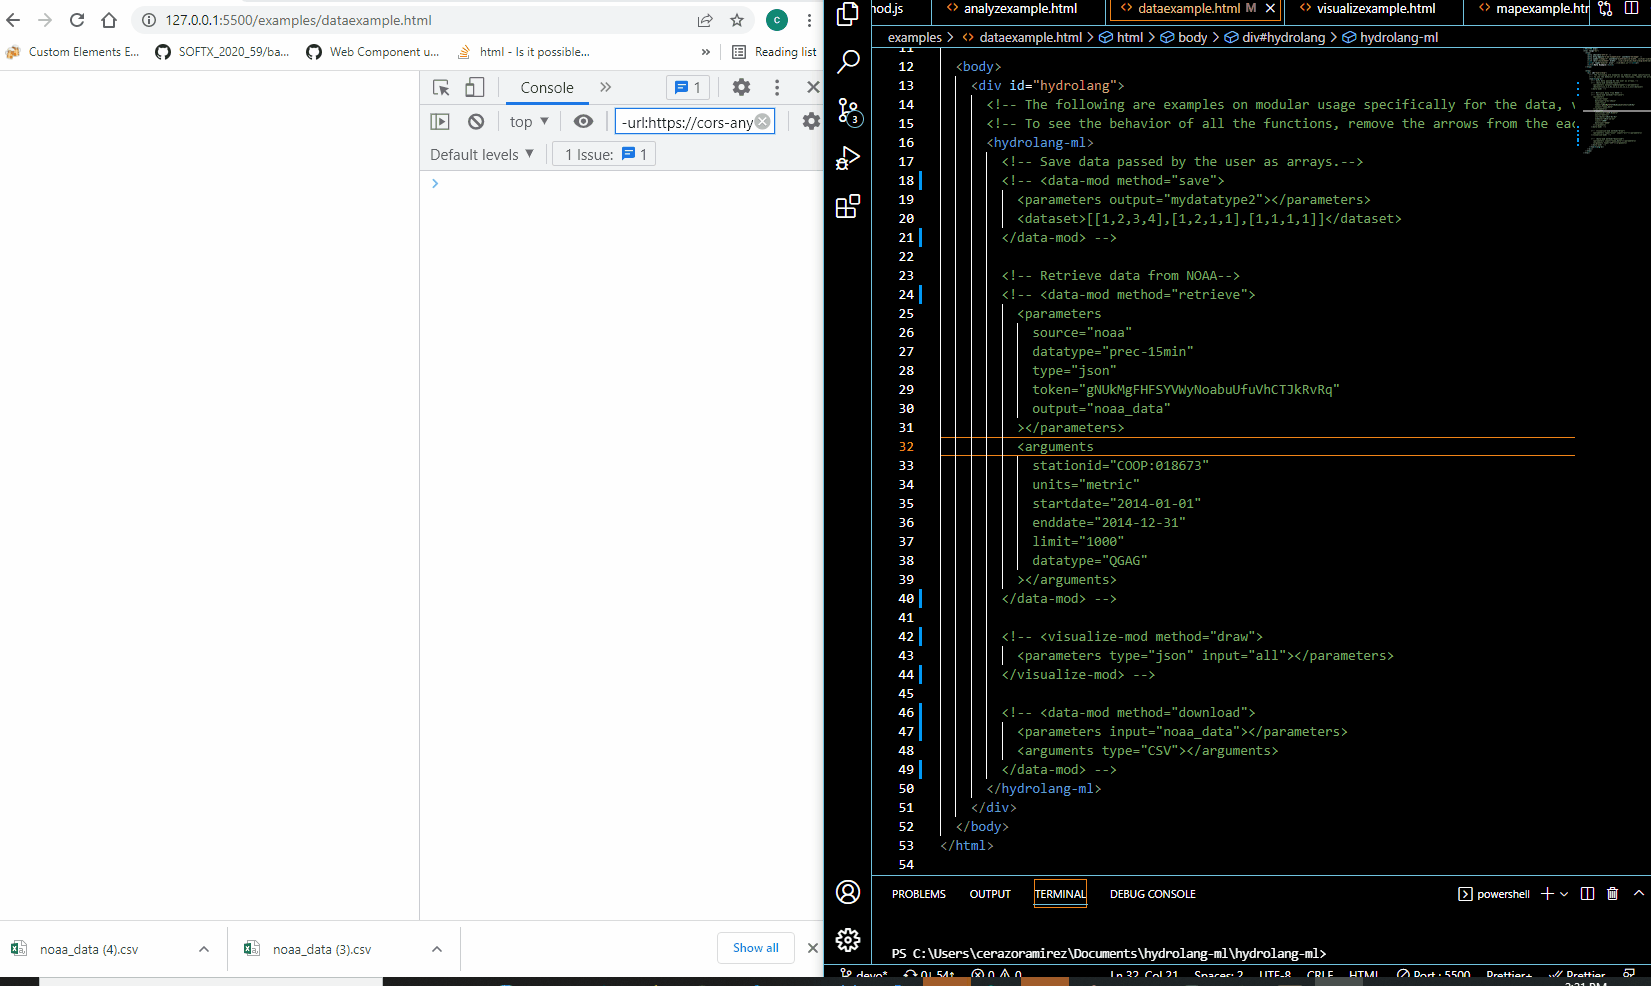 127.0.0.1:5500/examples/dataexample.html
C
Custom Elements E...
SOFTX_2020_59/ba...
Web Component u...
html - Is it possible...
»
Reading list
Console
»
1
top ▼
-url:https://cors-any
Default levels ▼
1 Issue: 1
>
noaa_data (4).csv
noaa_data (3).csv
Show all
nod.js
<> analyzexample.html
<> dataexample.html M
<> visualizexample.html
<> mapexample.htr
examples > <> dataexample.html > html > body > div#hydrolang > hydrolang-ml
3
11
12 <body>
13 <div id="hydrolang">
14 <!-- The following are examples on modular usage specifically for the data, v
15 <!-- To see the behavior of all the functions, remove the arrows from the eac
16 <hydrolang-ml>
17 <!-- Save data passed by the user as arrays.-->
18 <!-- <data-mod method="save">
19 <parameters output="mydatatype2"></parameters>
20 <dataset>[[1,2,3,4],[1,2,1,1],[1,1,1,1]]</dataset>
21 </data-mod> -->
22
23 <!-- Retrieve data from NOAA-->
24 <!-- <data-mod method="retrieve">
25 <parameters
26 source="noaa"
27 datatype="prec-15min"
28 type="json"
29 token="gNUkMgFHFSYVWyNoabuUfuVhCTJkRvRq"
30 output="noaa_data"
31 ></parameters>
32 <arguments
33 stationid="COOP:018673"
34 units="metric"
35 startdate="2014-01-01"
36 enddate="2014-12-31"
37 limit="1000"
38 datatype="QGAG"
39 ></arguments>
40 </data-mod> -->
41
42 <!-- <visualize-mod method="draw">
43 <parameters type="json" input="all"></parameters>
44 </visualize-mod> -->
45
46 <!-- <data-mod method="download">
47 <parameters input="noaa_data"></parameters>
48 <arguments type="CSV"></arguments>
49 </data-mod> -->
50 </hydrolang-ml>
51 </div>
52 </body>
53 </html>
54
PROBLEMS OUTPUT TERMINAL DEBUG CONSOLE
powershell
PS C:\Users\cerazoramirez\Documents\hydrolang-ml\hydrolang-ml>
devo* 0↓ 54↑ 0 0 Ln 32, Col 21 Spaces: 2 UTF-8 CRLF HTML Port : 5500 Prettier+ Prettier